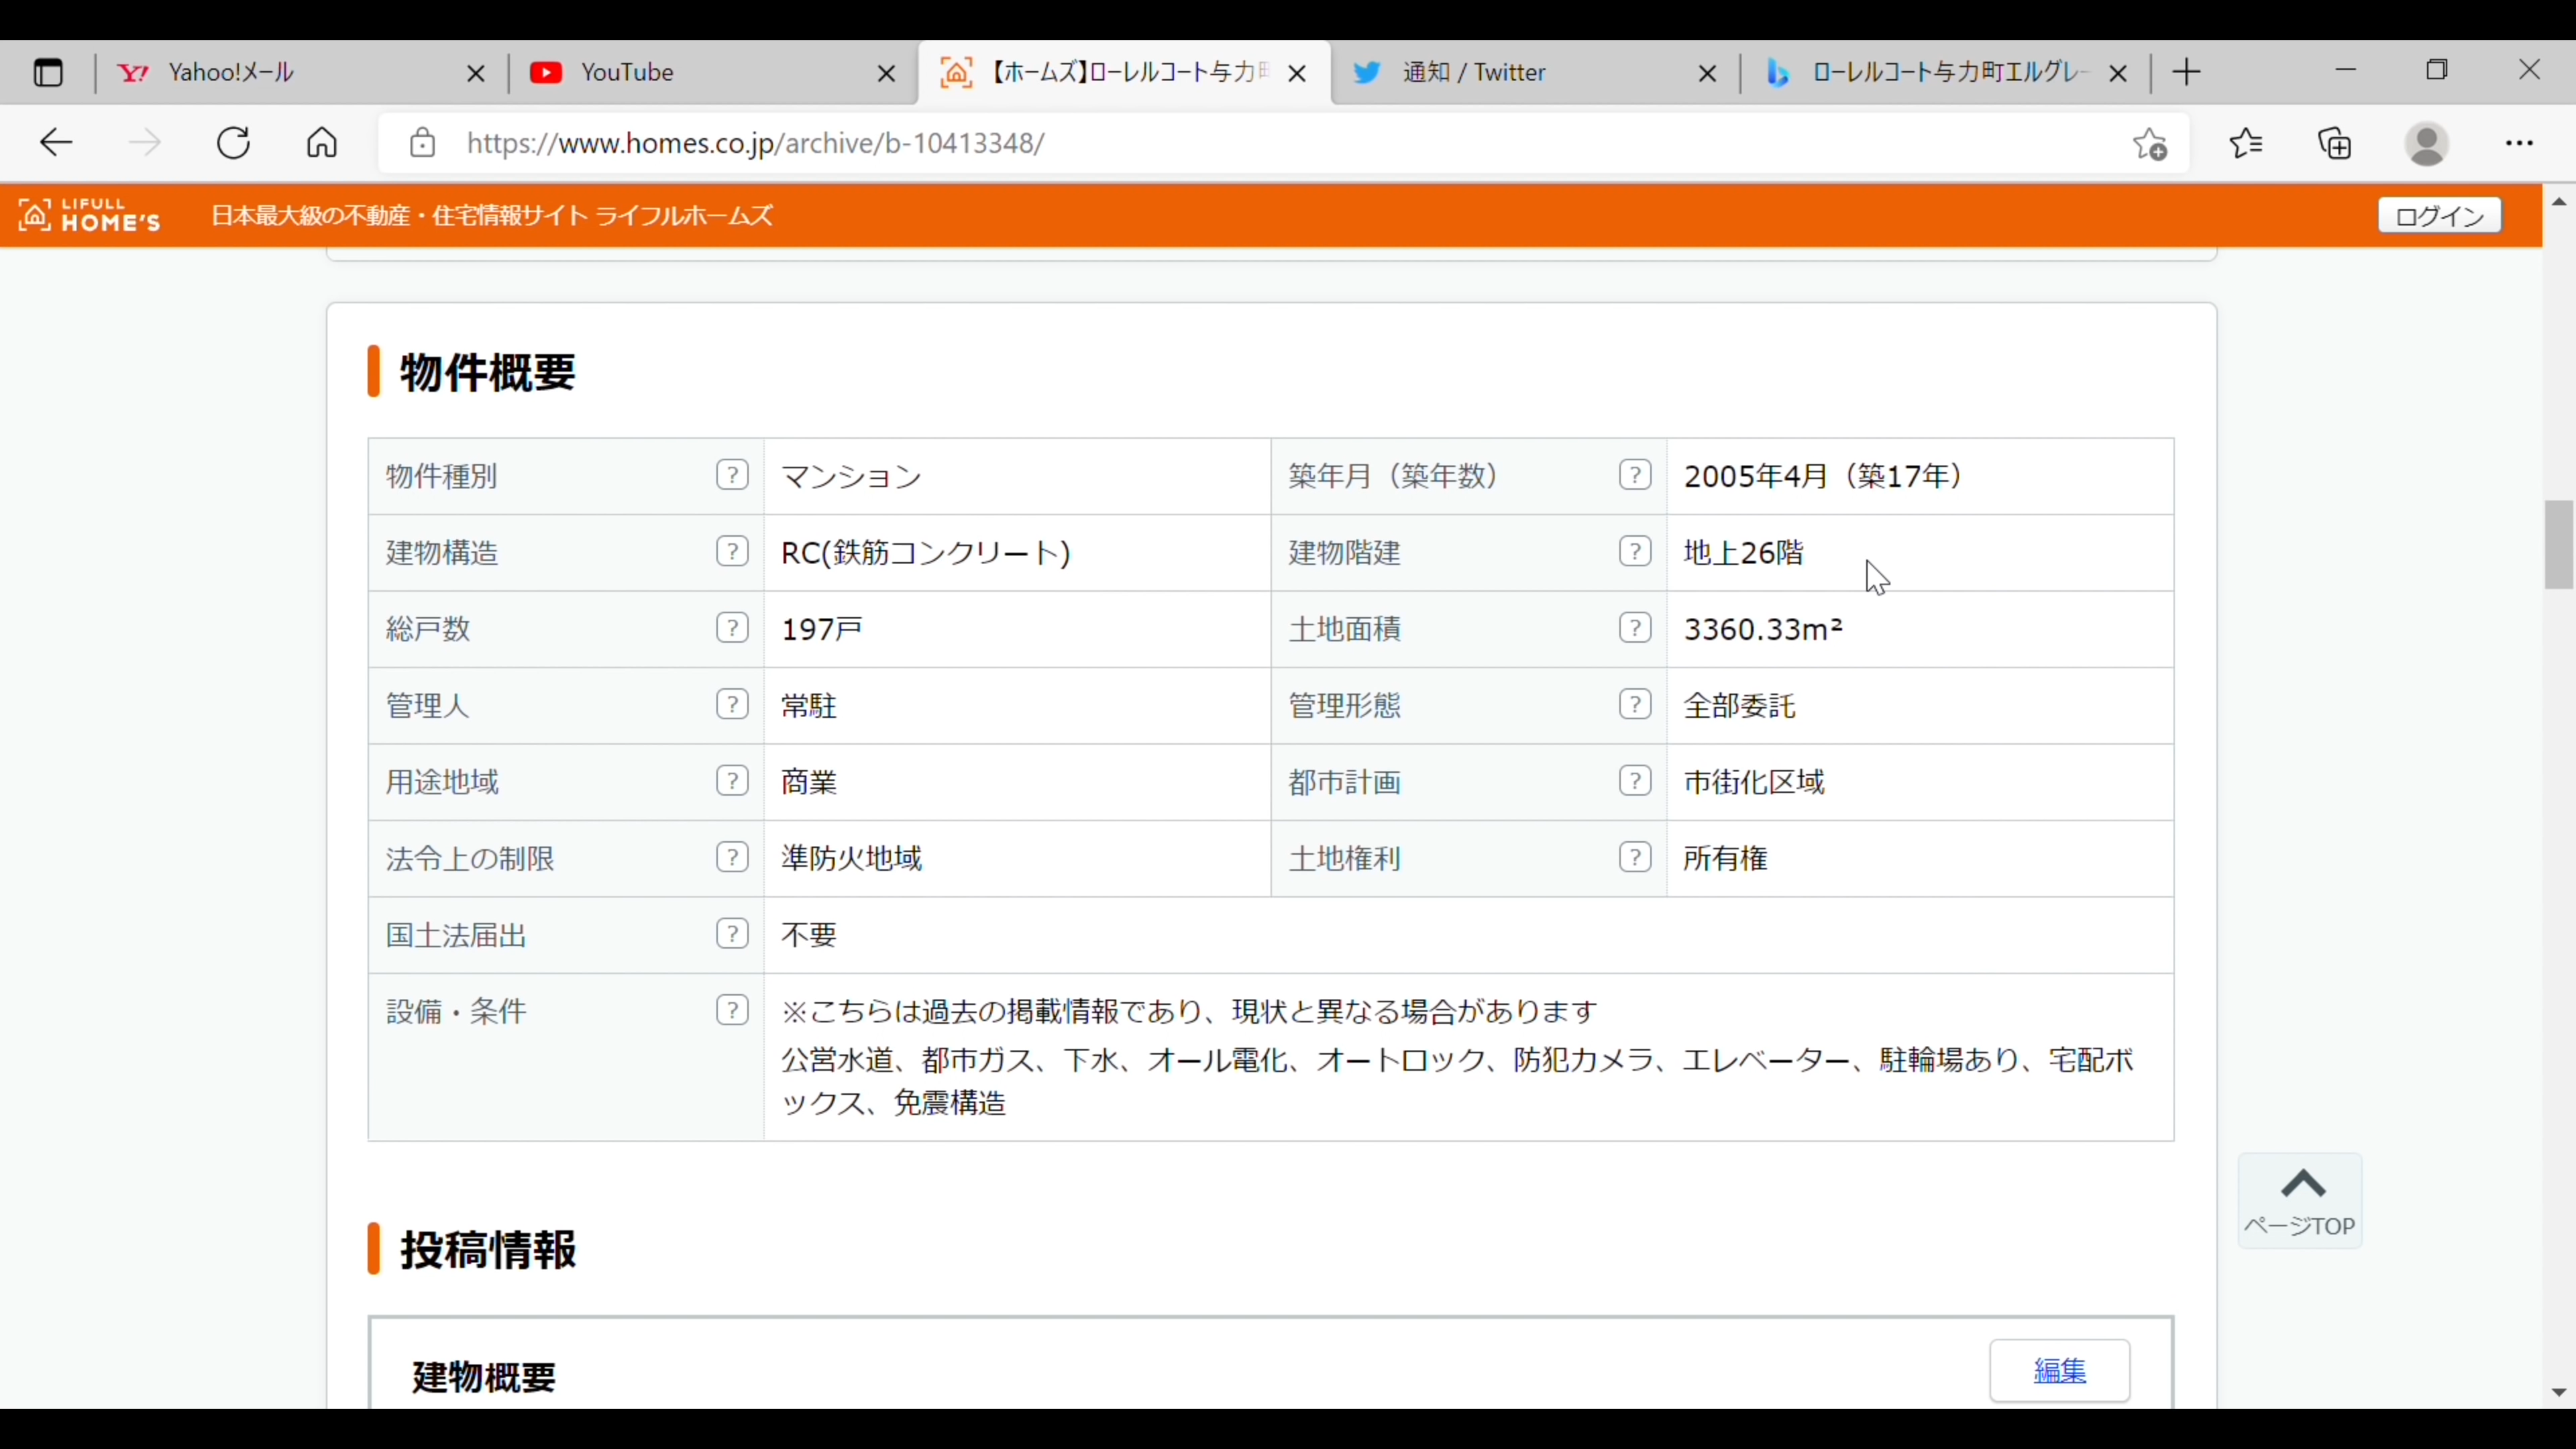 Yahoo!メール
YouTube
【ホームズ】ローレルコート与力
通知 / Twitter
ローレルコート与力町エルグレー
https://www.homes.co.jp/archive/b-10413348/
LIFULL
HOME'S
日本最大級の不動産・住宅情報サイト ライフルホームズ
ログイン
物件概要
物件種別 ? マンション 築年月（築年数） ? 2005年4月（築17年）
建物構造 ? RC(鉄筋コンクリート) 建物階建 ? 地上26階
総戸数 ? 197戸 土地面積 ? 3360.33m²
管理人 ? 常駐 管理形態 ? 全部委託
用途地域 ? 商業 都市計画 ? 市街化区域
法令上の制限 ? 準防火地域 土地権利 ? 所有権
国土法届出 ? 不要
設備・条件 ? ※こちらは過去の掲載情報であり、現状と異なる場合があります
公営水道、都市ガス、下水、オール電化、オートロック、防犯カメラ、エレベーター、駐輪場あり、宅配ボ
ックス、免震構造
ページTOP
投稿情報
建物概要
編集